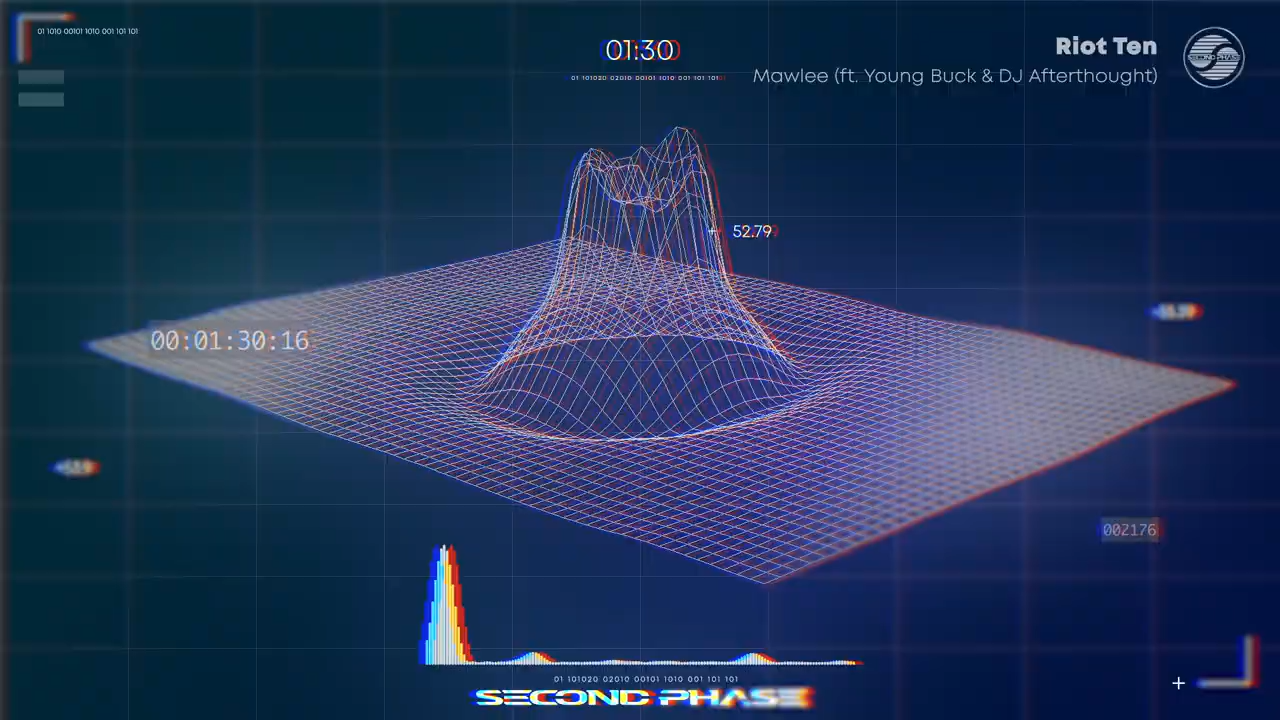 01 1010 00101 1010 001 101 101
01:30
01 101020 02010 00101 1010 001 101 101
Riot Ten
Mawlee (ft. Young Buck & DJ Afterthought)
SECOND PHASE
52.79
00:01:30:16
002176
01 101020 02010 00101 1010 001 101 101
SECOND PHASE